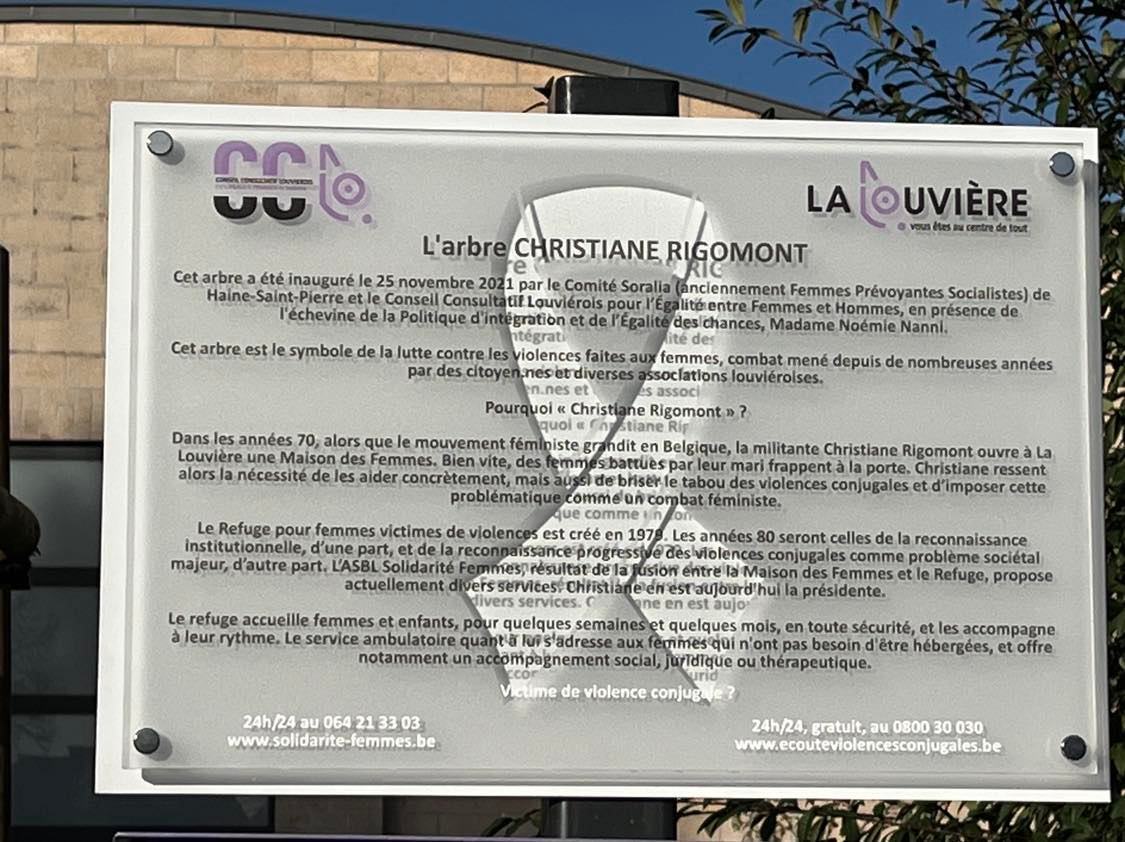 CONSEIL CONSULTATIF LOUVIÉROIS
LA LOUVIÈRE
vous êtes au centre de tout
L'arbre CHRISTIANE RIGOMONT
Cet arbre a été inauguré le 25 novembre 2021 par le Comité Soralia (anciennement Femmes Prévoyantes Socialistes) de
Haine-Saint-Pierre et le Conseil Consultatif Louviérois pour l'Égalité entre Femmes et Hommes, en présence de
l'échevine de la Politique d'intégration et de l'Égalité des chances, Madame Noémie Nanni.
Cet arbre est le symbole de la lutte contre les violences faites aux femmes, combat mené depuis de nombreuses années
par des citoyen.nes et diverses associations louviéroises.
Pourquoi « Christiane Rigomont » ?
Dans les années 70, alors que le mouvement féministe grandit en Belgique, la militante Christiane Rigomont ouvre à La
Louvière une Maison des Femmes. Bien vite, des femmes battues par leur mari frappent à la porte. Christiane ressent
alors la nécessité de les aider concrètement, mais aussi de briser le tabou des violences conjugales et d'imposer cette
problématique comme un combat féministe.
Le Refuge pour femmes victimes de violences est créé en 1979. Les années 80 seront celles de la reconnaissance
institutionnelle, d'une part, et de la reconnaissance progressive des violences conjugales comme problème sociétal
majeur, d'autre part. L'ASBL Solidarité Femmes, résultat de la fusion entre la Maison des Femmes et le Refuge, propose
actuellement divers services. Christiane en est aujourd'hui la présidente.
Le refuge accueille femmes et enfants, pour quelques semaines et quelques mois, en toute sécurité, et les accompagne
à leur rythme. Le service ambulatoire quant à lui s'adresse aux femmes qui n'ont pas besoin d'être hébergées, et offre
notamment un accompagnement social, juridique ou thérapeutique.
Victime de violence conjugale ?
24h/24 au 064 21 33 03
www.solidarite-femmes.be
24h/24, gratuit, au 0800 30 030
www.ecouteviolencesconjugales.be